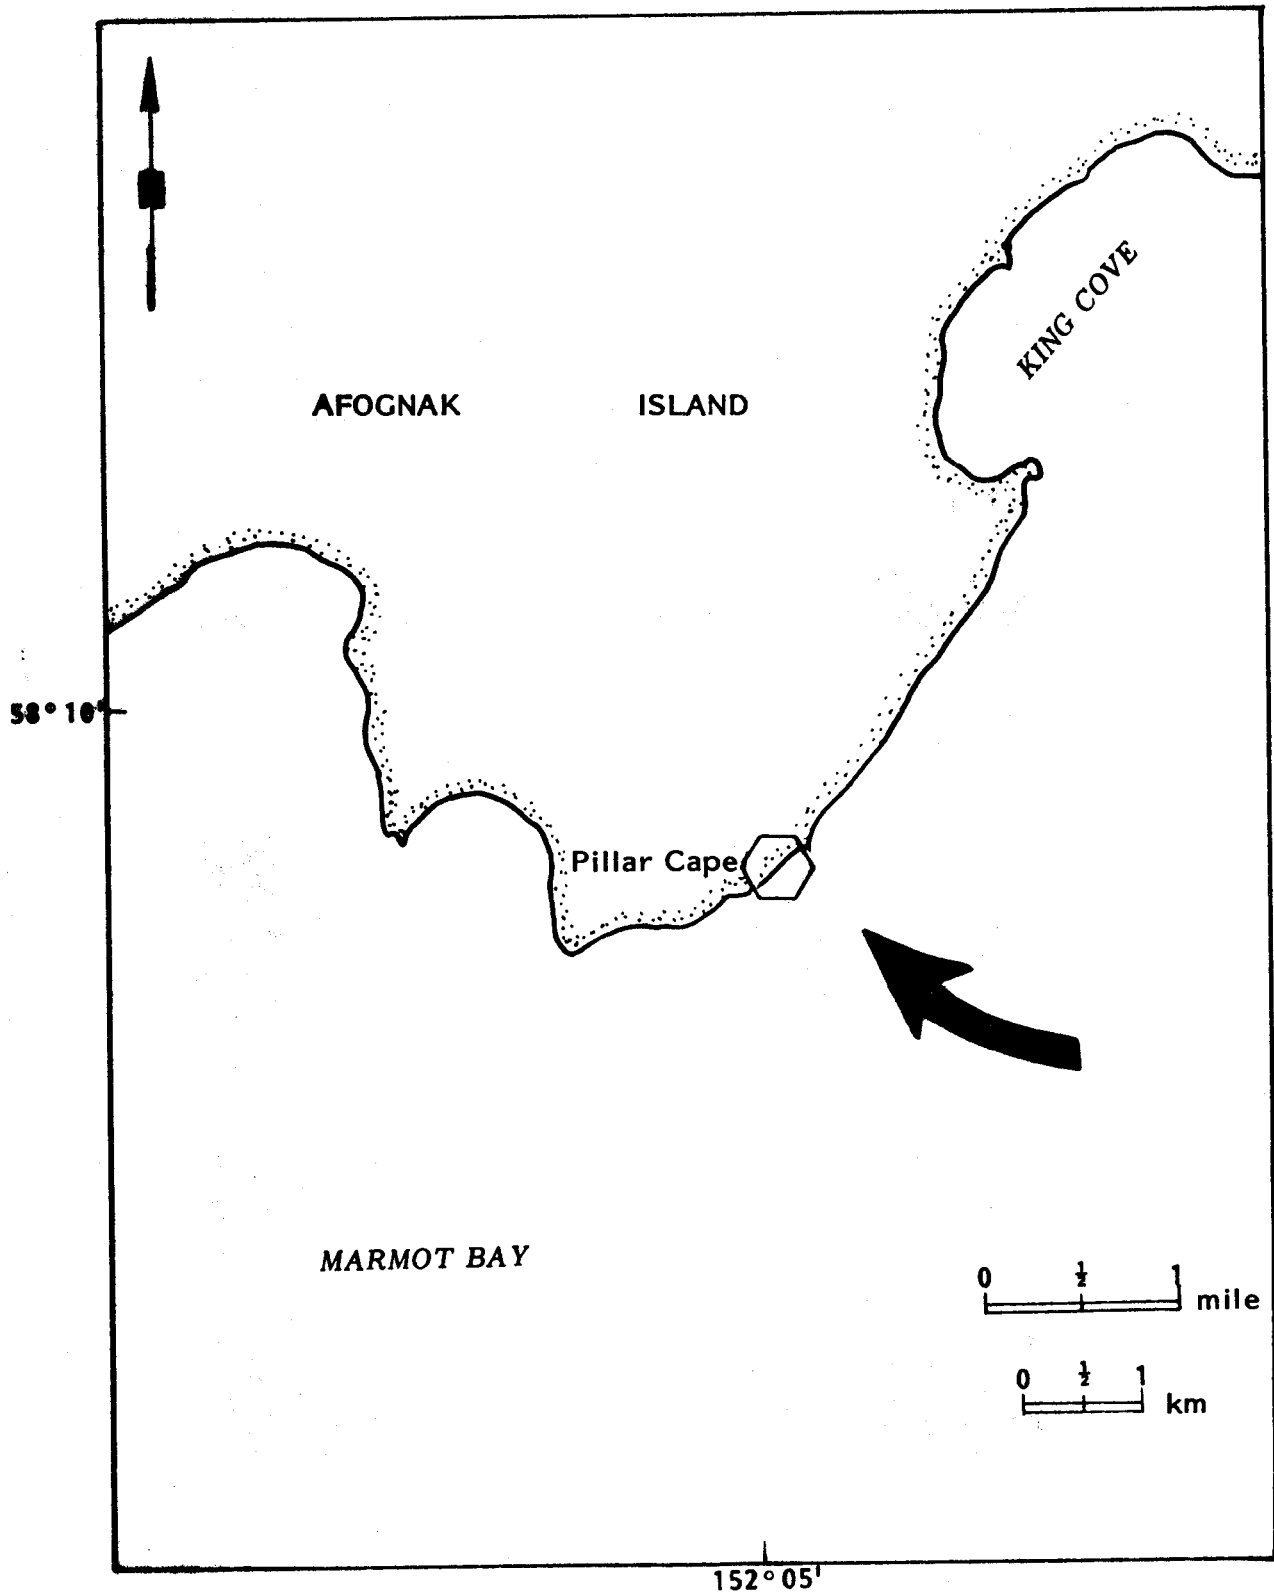 KING COVE
AFOGNAK ISLAND
58° 10'
Pillar Cape
MARMOT BAY
0 ½ 1
mile
0 ½ 1
km
152° 05'